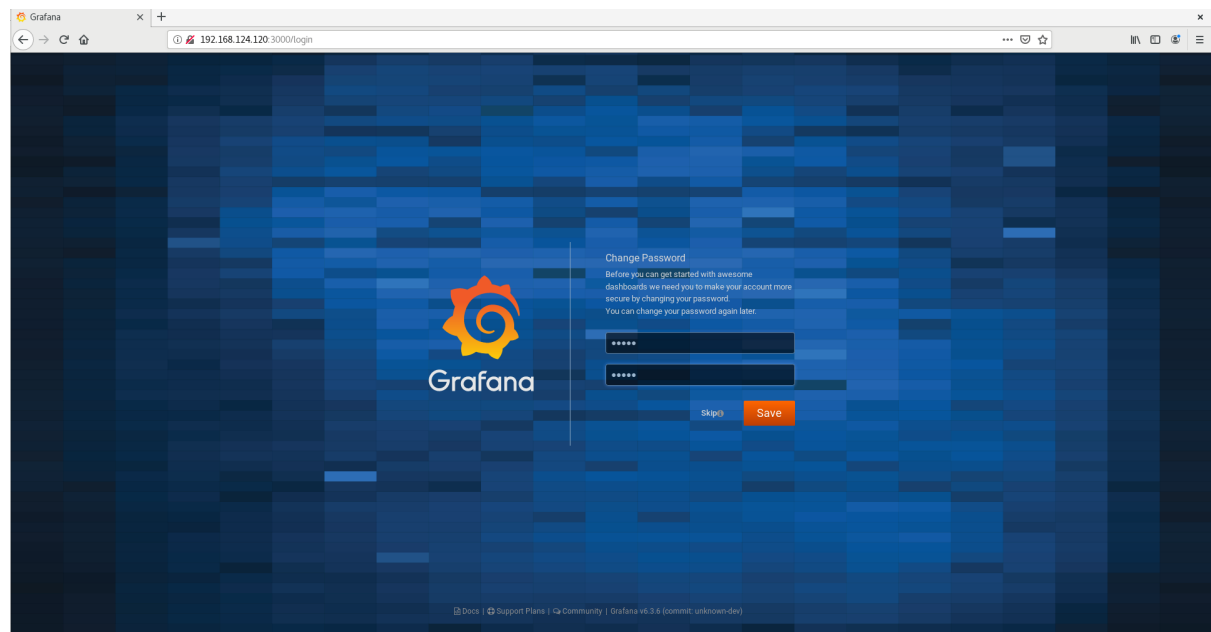 Grafana
192.168.124.120:3000/login
Change Password
Before you can get started with awesome
dashboards we need you to make your account more
secure by changing your password.
You can change your password again later.
Grafana
Skip
Save
Docs | Support Plans | Community | Grafana v6.3.6 (commit: unknown-dev)